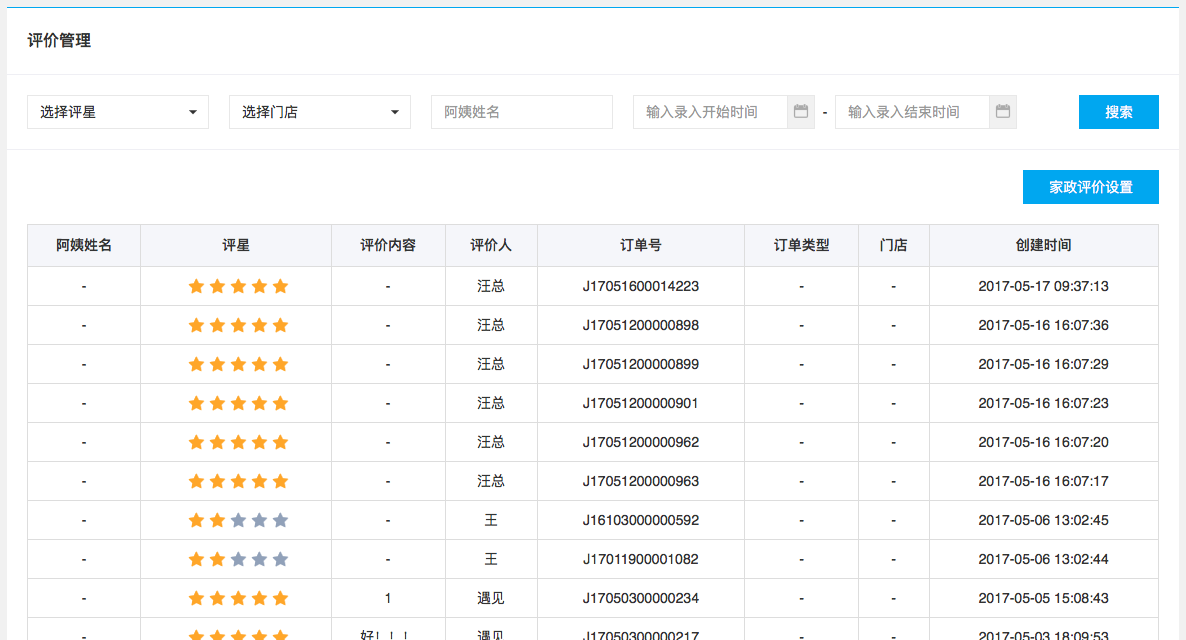 评价管理
选择评星 选择门店 阿姨姓名 输入录入开始时间 - 输入录入结束时间 搜索
家政评价设置
阿姨姓名 评星 评价内容 评价人 订单号 订单类型 门店 创建时间
- - 汪总 J17051600014223 - - 2017-05-17 09:37:13
- - 汪总 J17051200000898 - - 2017-05-16 16:07:36
- - 汪总 J17051200000899 - - 2017-05-16 16:07:29
- - 汪总 J17051200000901 - - 2017-05-16 16:07:23
- - 汪总 J17051200000962 - - 2017-05-16 16:07:20
- - 汪总 J17051200000963 - - 2017-05-16 16:07:17
- - 王 J16103000000592 - - 2017-05-06 13:02:45
- - 王 J17011900001082 - - 2017-05-06 13:02:44
- 1 遇见 J17050300000234 - - 2017-05-05 15:08:43
- 好！！！ 遇见 J17050300000217 - - 2017-05-03 18:09:53